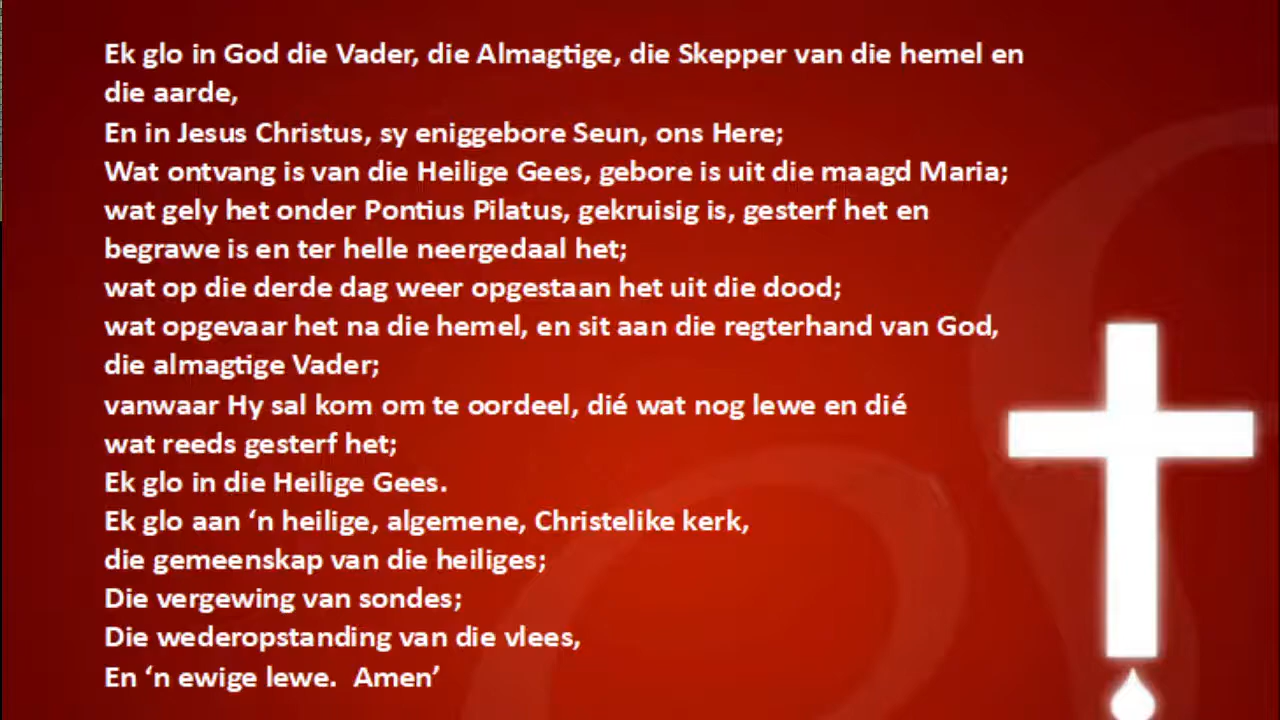 Ek glo in God die Vader, die Almagtige, die Skepper van die hemel en
die aarde,
En in Jesus Christus, sy eniggebore Seun, ons Here;
Wat ontvang is van die Heilige Gees, gebore is uit die maagd Maria;
wat gely het onder Pontius Pilatus, gekruisig is, gesterf het en
begrawe is en ter helle neergedaal het;
wat op die derde dag weer opgestaan het uit die dood;
wat opgevaar het na die hemel, en sit aan die regterhand van God,
die almagtige Vader;
vanwaar Hy sal kom om te oordeel, dié wat nog lewe en dié
wat reeds gesterf het;
Ek glo in die Heilige Gees.
Ek glo aan ‘n heilige, algemene, Christelike kerk,
die gemeenskap van die heiliges;
Die vergewing van sondes;
Die wederopstanding van die vlees,
En ‘n ewige lewe.  Amen’